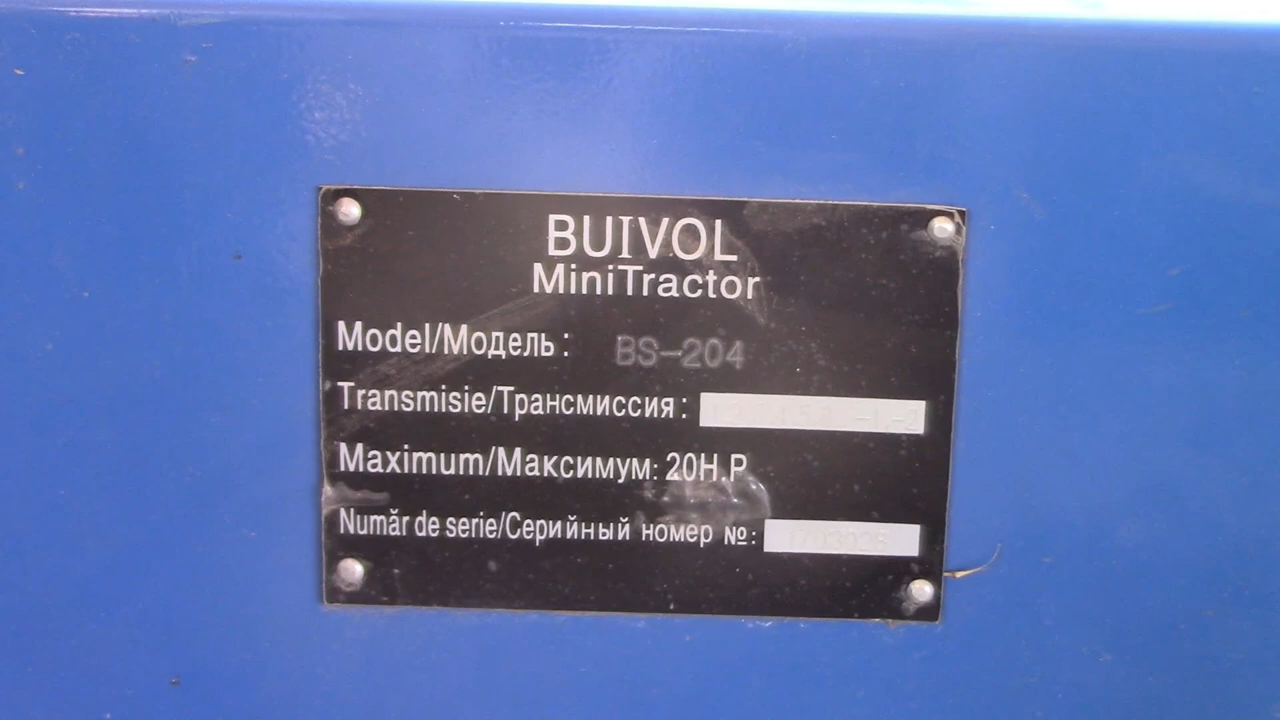 BUIVOL
MiniTractor
Model/Модель: BS-204
Transmisie/Трансмиссия:
Maximum/Максимум: 20H.P
Număr de serie/Серийный номер №: